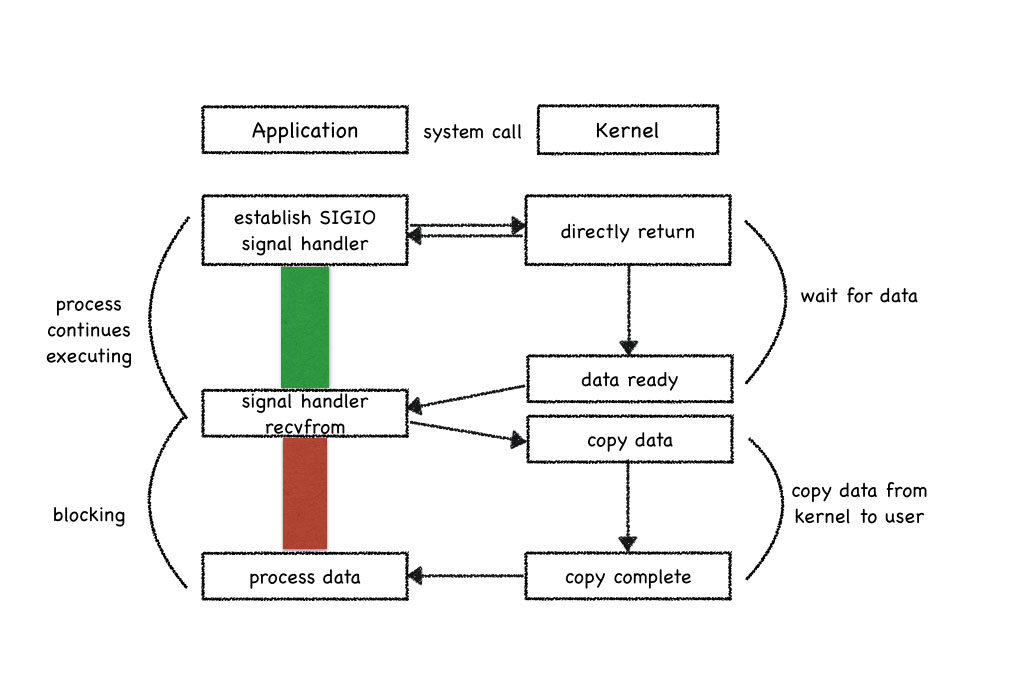 Application
system call
Kernel
establish SIGIO
signal handler
directly return
process
continues
executing
wait for data
data ready
signal handler
recvfrom
copy data
blocking
copy data from
kernel to user
process data
copy complete